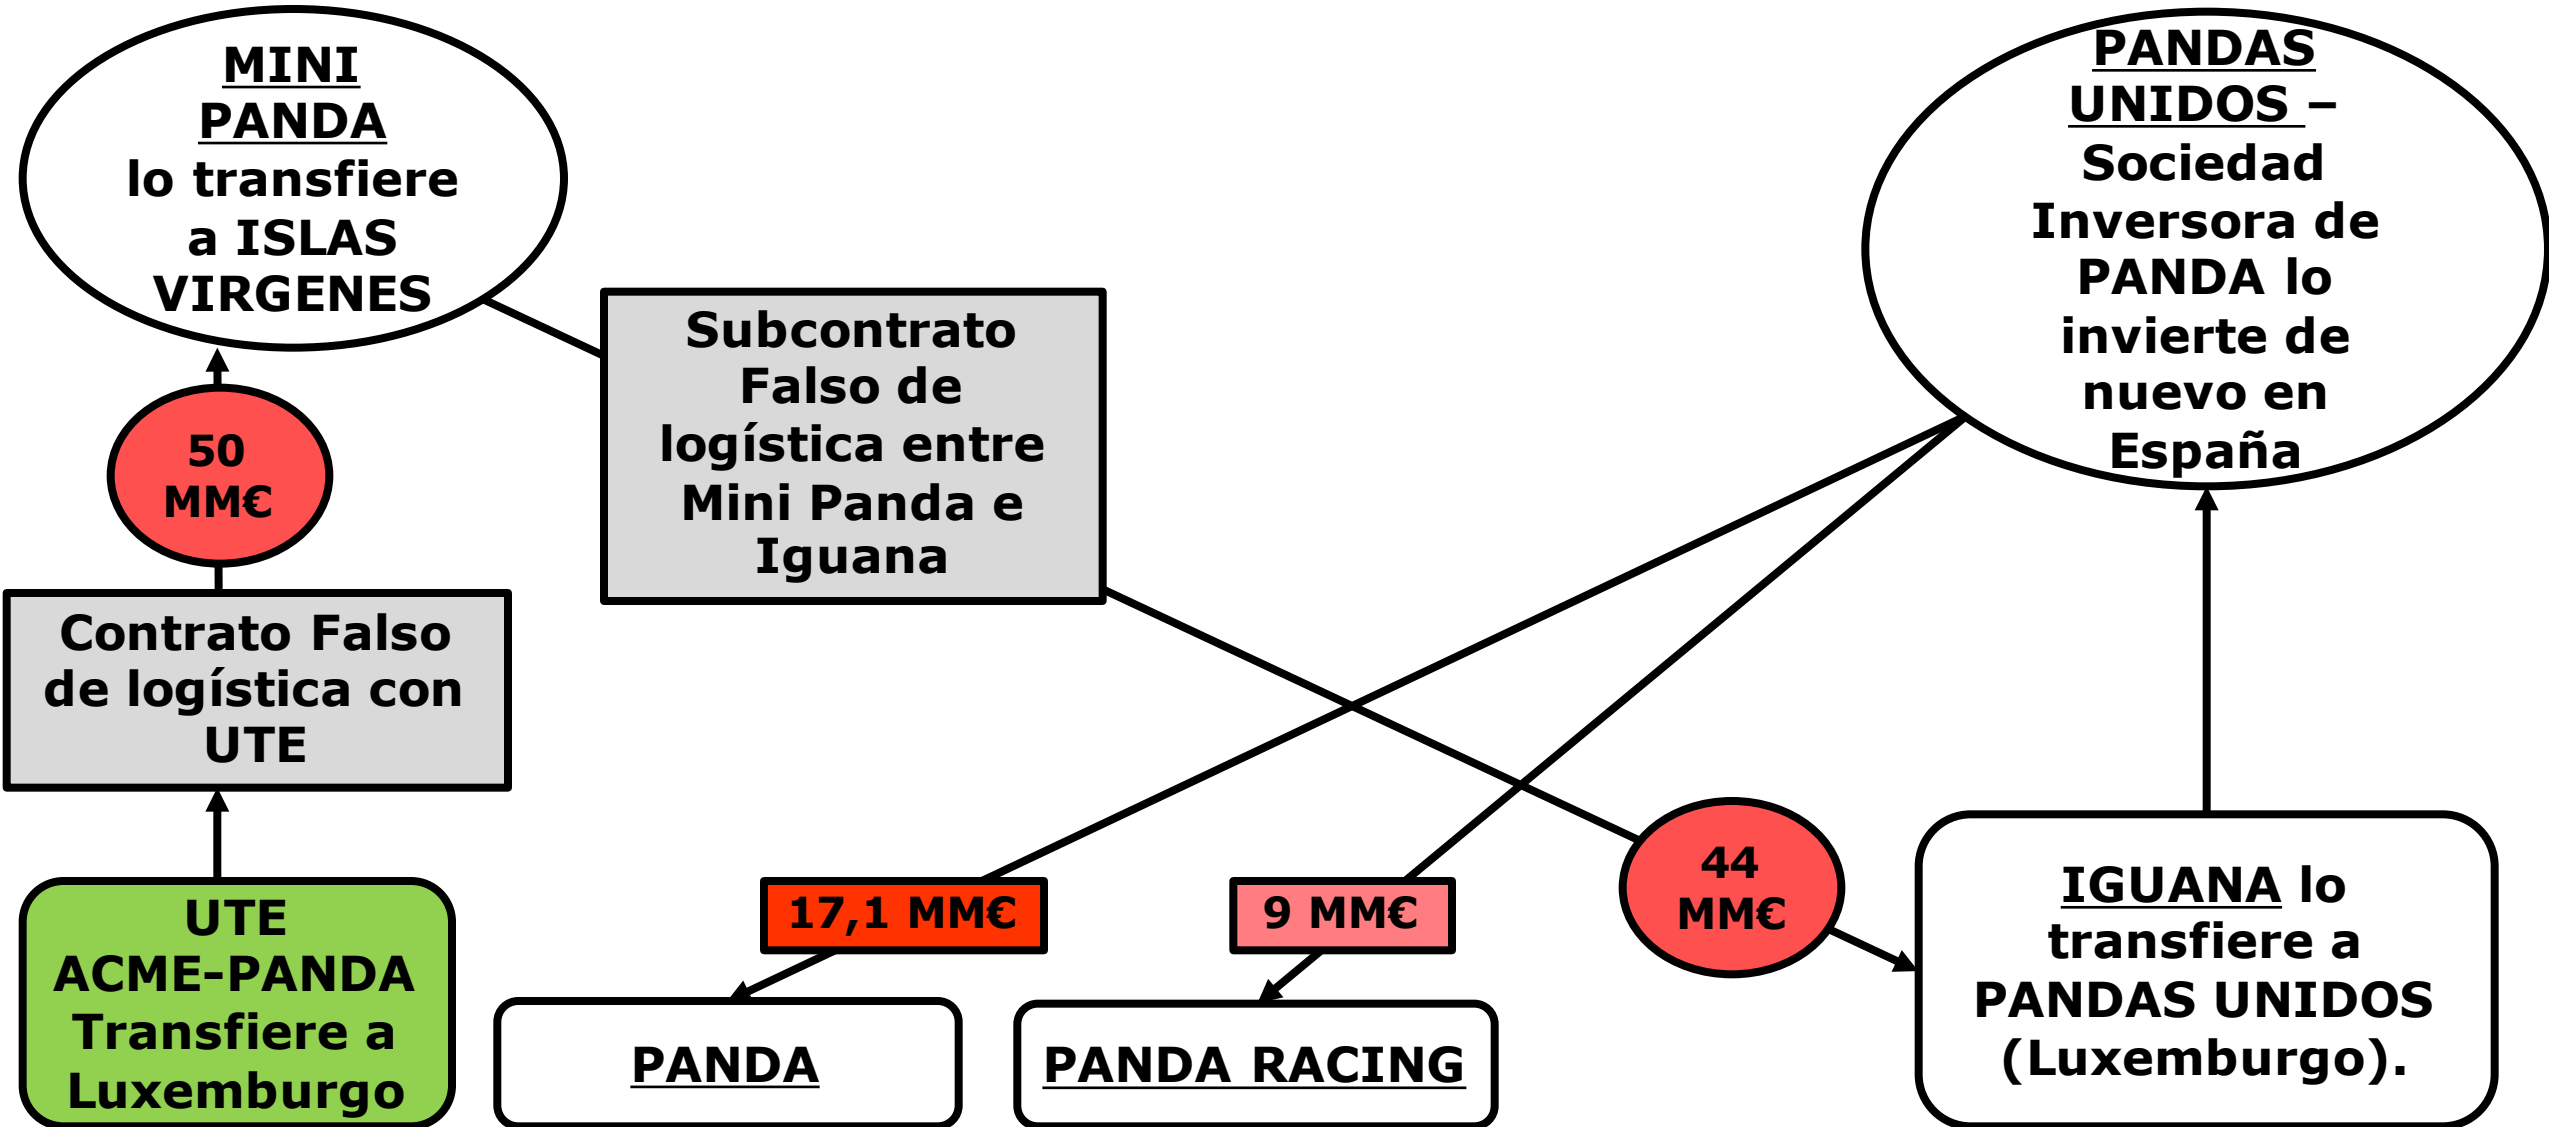 MINI
PANDA
lo transfiere
a ISLAS
VIRGENES
PANDAS
UNIDOS –
Sociedad
Inversora de
PANDA lo
invierte de
nuevo en
España
Subcontrato
Falso de
logística entre
Mini Panda e
Iguana
50
MM€
Contrato Falso
de logística con
UTE
UTE
ACME–PANDA
Transfiere a
Luxemburgo
17,1 MM€
9 MM€
44
MM€
PANDA
PANDA RACING
IGUANA lo
transfiere a
PANDAS UNIDOS
(Luxemburgo).